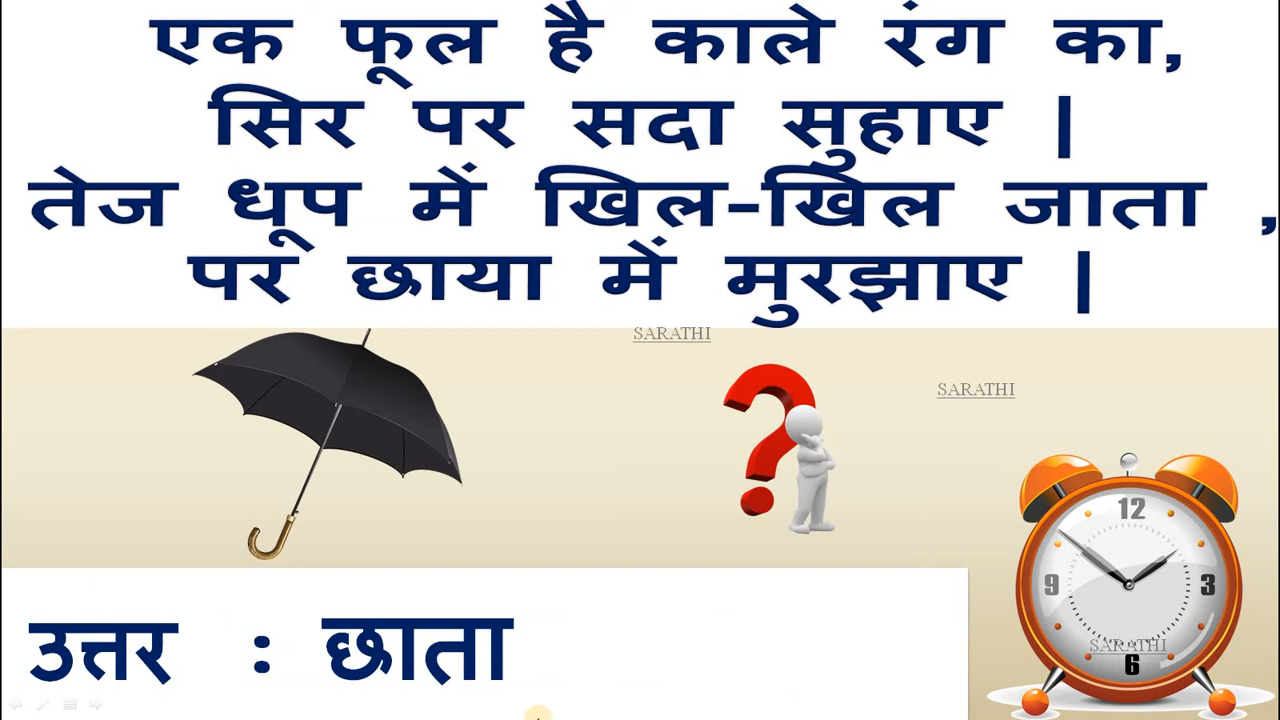 एक फूल है काले रंग का,
सिर पर सदा सुहाए |
तेज धूप में खिल-खिल जाता ,
पर छाया में मुरझाए |
SARATHI
SARATHI
12
9 3
SARATHI
6
उत्तर : छाता